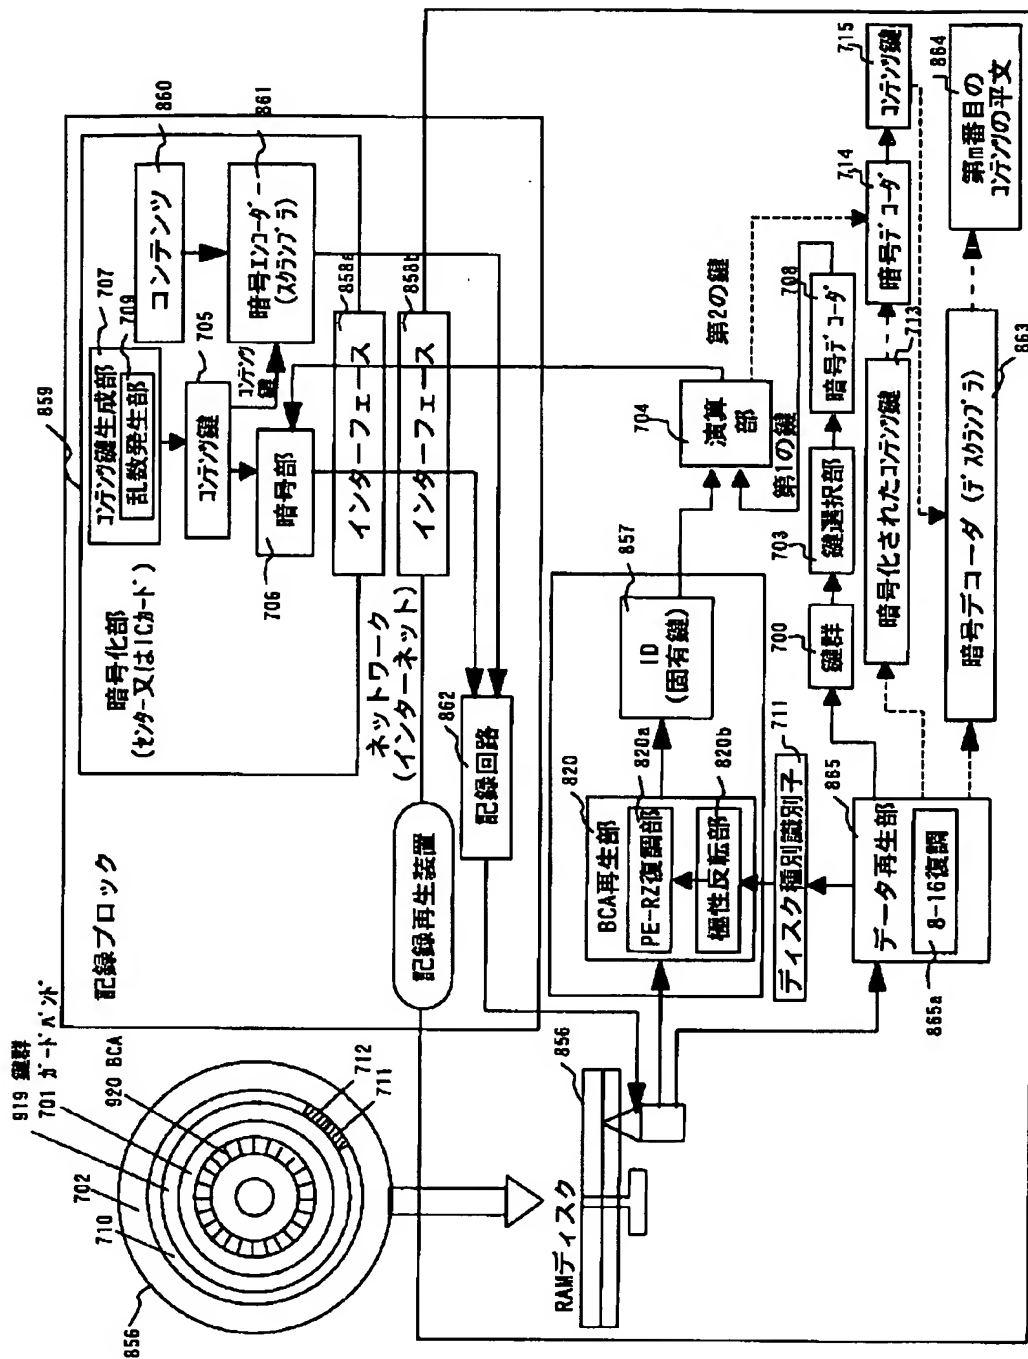 859
記録ブロック
暗号化部
(センター又はICカード)
コンテンツ鍵生成部
707
乱数発生部
709
コンテンツ
860
コンテンツ鍵
705
コンテンツ
鍵
暗号エンコーダ
(スクランブラ)
861
暗号部
706
インターフェース
858a
ネットワーク
(インターネット)
インターフェース
858b
記録再生装置
記録回路
862
919 鍵群
701 ガードバンド
920 BCA
702
710
856
712
711
RAMディスク
856
BCA再生部
820
PE-RZ復調部
820a
極性反転部
820b
ID
(固有鍵)
857
ディスク種別識別子
711
データ再生部
865
8-16復調
865a
演算
部
704
第2の鍵
第1の鍵
鍵群
700
鍵選択部
703
暗号デコーダ
708
暗号化されたコンテンツ鍵
713
暗号デコーダ
714
コンテンツ鍵
715
暗号デコーダ(デスクランブラ)
863
第m番目の
コンテンツの平文
864